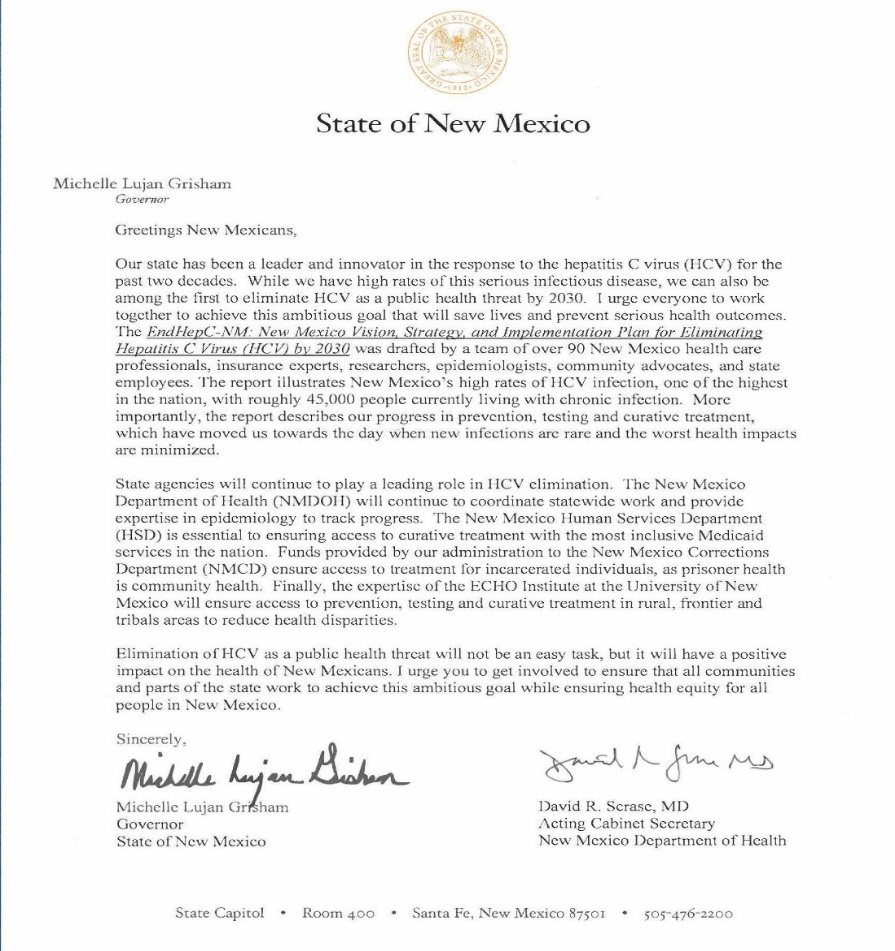 GREAT SEAL OF THE STATE OF NEW MEXICO
• 1912 •
State of New Mexico
Michelle Lujan Grisham
Governor
Greetings New Mexicans,
Our state has been a leader and innovator in the response to the hepatitis C virus (HCV) for the
past two decades.  While we have high rates of this serious infectious disease, we can also be
among the first to eliminate HCV as a public health threat by 2030.  I urge everyone to work
together to achieve this ambitious goal that will save lives and prevent serious health outcomes.
The EndHepC-NM: New Mexico Vision, Strategy, and Implementation Plan for Eliminating
Hepatitis C Virus (HCV) by 2030 was drafted by a team of over 90 New Mexico health care
professionals, insurance experts, researchers, epidemiologists, community advocates, and state
employees. The report illustrates New Mexico's high rates of HCV infection, one of the highest
in the nation, with roughly 45,000 people currently living with chronic infection.  More
importantly, the report describes our progress in prevention, testing and curative treatment,
which have moved us towards the day when new infections are rare and the worst health impacts
are minimized.
State agencies will continue to play a leading role in HCV elimination.  The New Mexico
Department of Health (NMDOH) will continue to coordinate statewide work and provide
expertise in epidemiology to track progress.  The New Mexico Human Services Department
(HSD) is essential to ensuring access to curative treatment with the most inclusive Medicaid
services in the nation.  Funds provided by our administration to the New Mexico Corrections
Department (NMCD) ensure access to treatment for incarcerated individuals, as prisoner health
is community health.  Finally, the expertise of the ECHO Institute at the University of New
Mexico will ensure access to prevention, testing and curative treatment in rural, frontier and
tribals areas to reduce health disparities.
Elimination of HCV as a public health threat will not be an easy task, but it will have a positive
impact on the health of New Mexicans. I urge you to get involved to ensure that all communities
and parts of the state work to achieve this ambitious goal while ensuring health equity for all
people in New Mexico.
Sincerely,
Michelle Lujan Grisham
Michelle Lujan Grisham
Governor
State of New Mexico
David R. Scrase, MD
Acting Cabinet Secretary
New Mexico Department of Health
State Capitol • Room 400 • Santa Fe, New Mexico 87501 • 505-476-2200